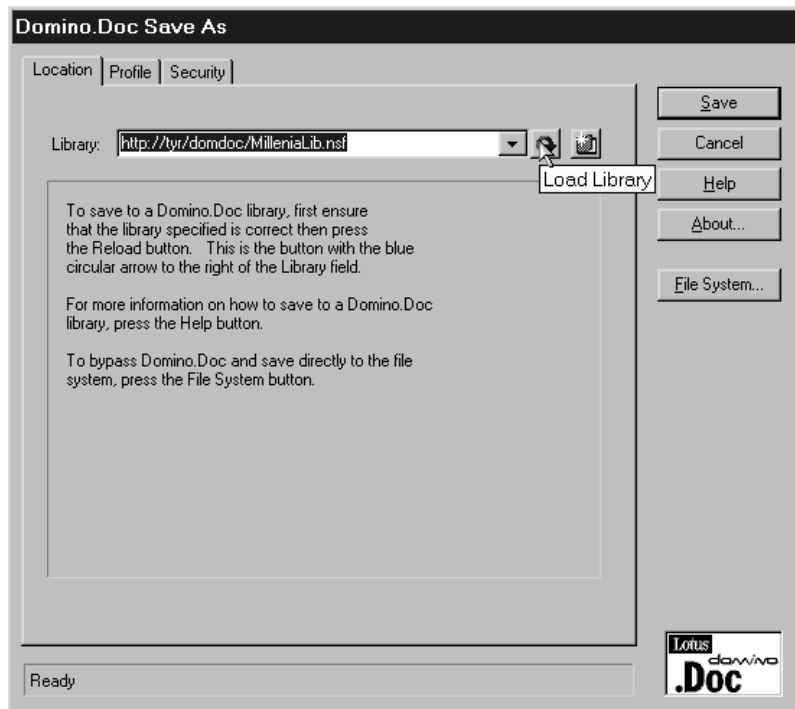 Domino.Doc Save As
Location Profile Security
Library: http://tyr/domdoc/MilleniaLib.nsf
Load Library
To save to a Domino.Doc library, first ensure
that the library specified is correct then press
the Reload button. This is the button with the blue
circular arrow to the right of the Library field.
For more information on how to save to a Domino.Doc
library, press the Help button.
To bypass Domino.Doc and save directly to the file
system, press the File System button.
Save
Cancel
Help
About...
File System...
Ready
Lotus
domino
.Doc